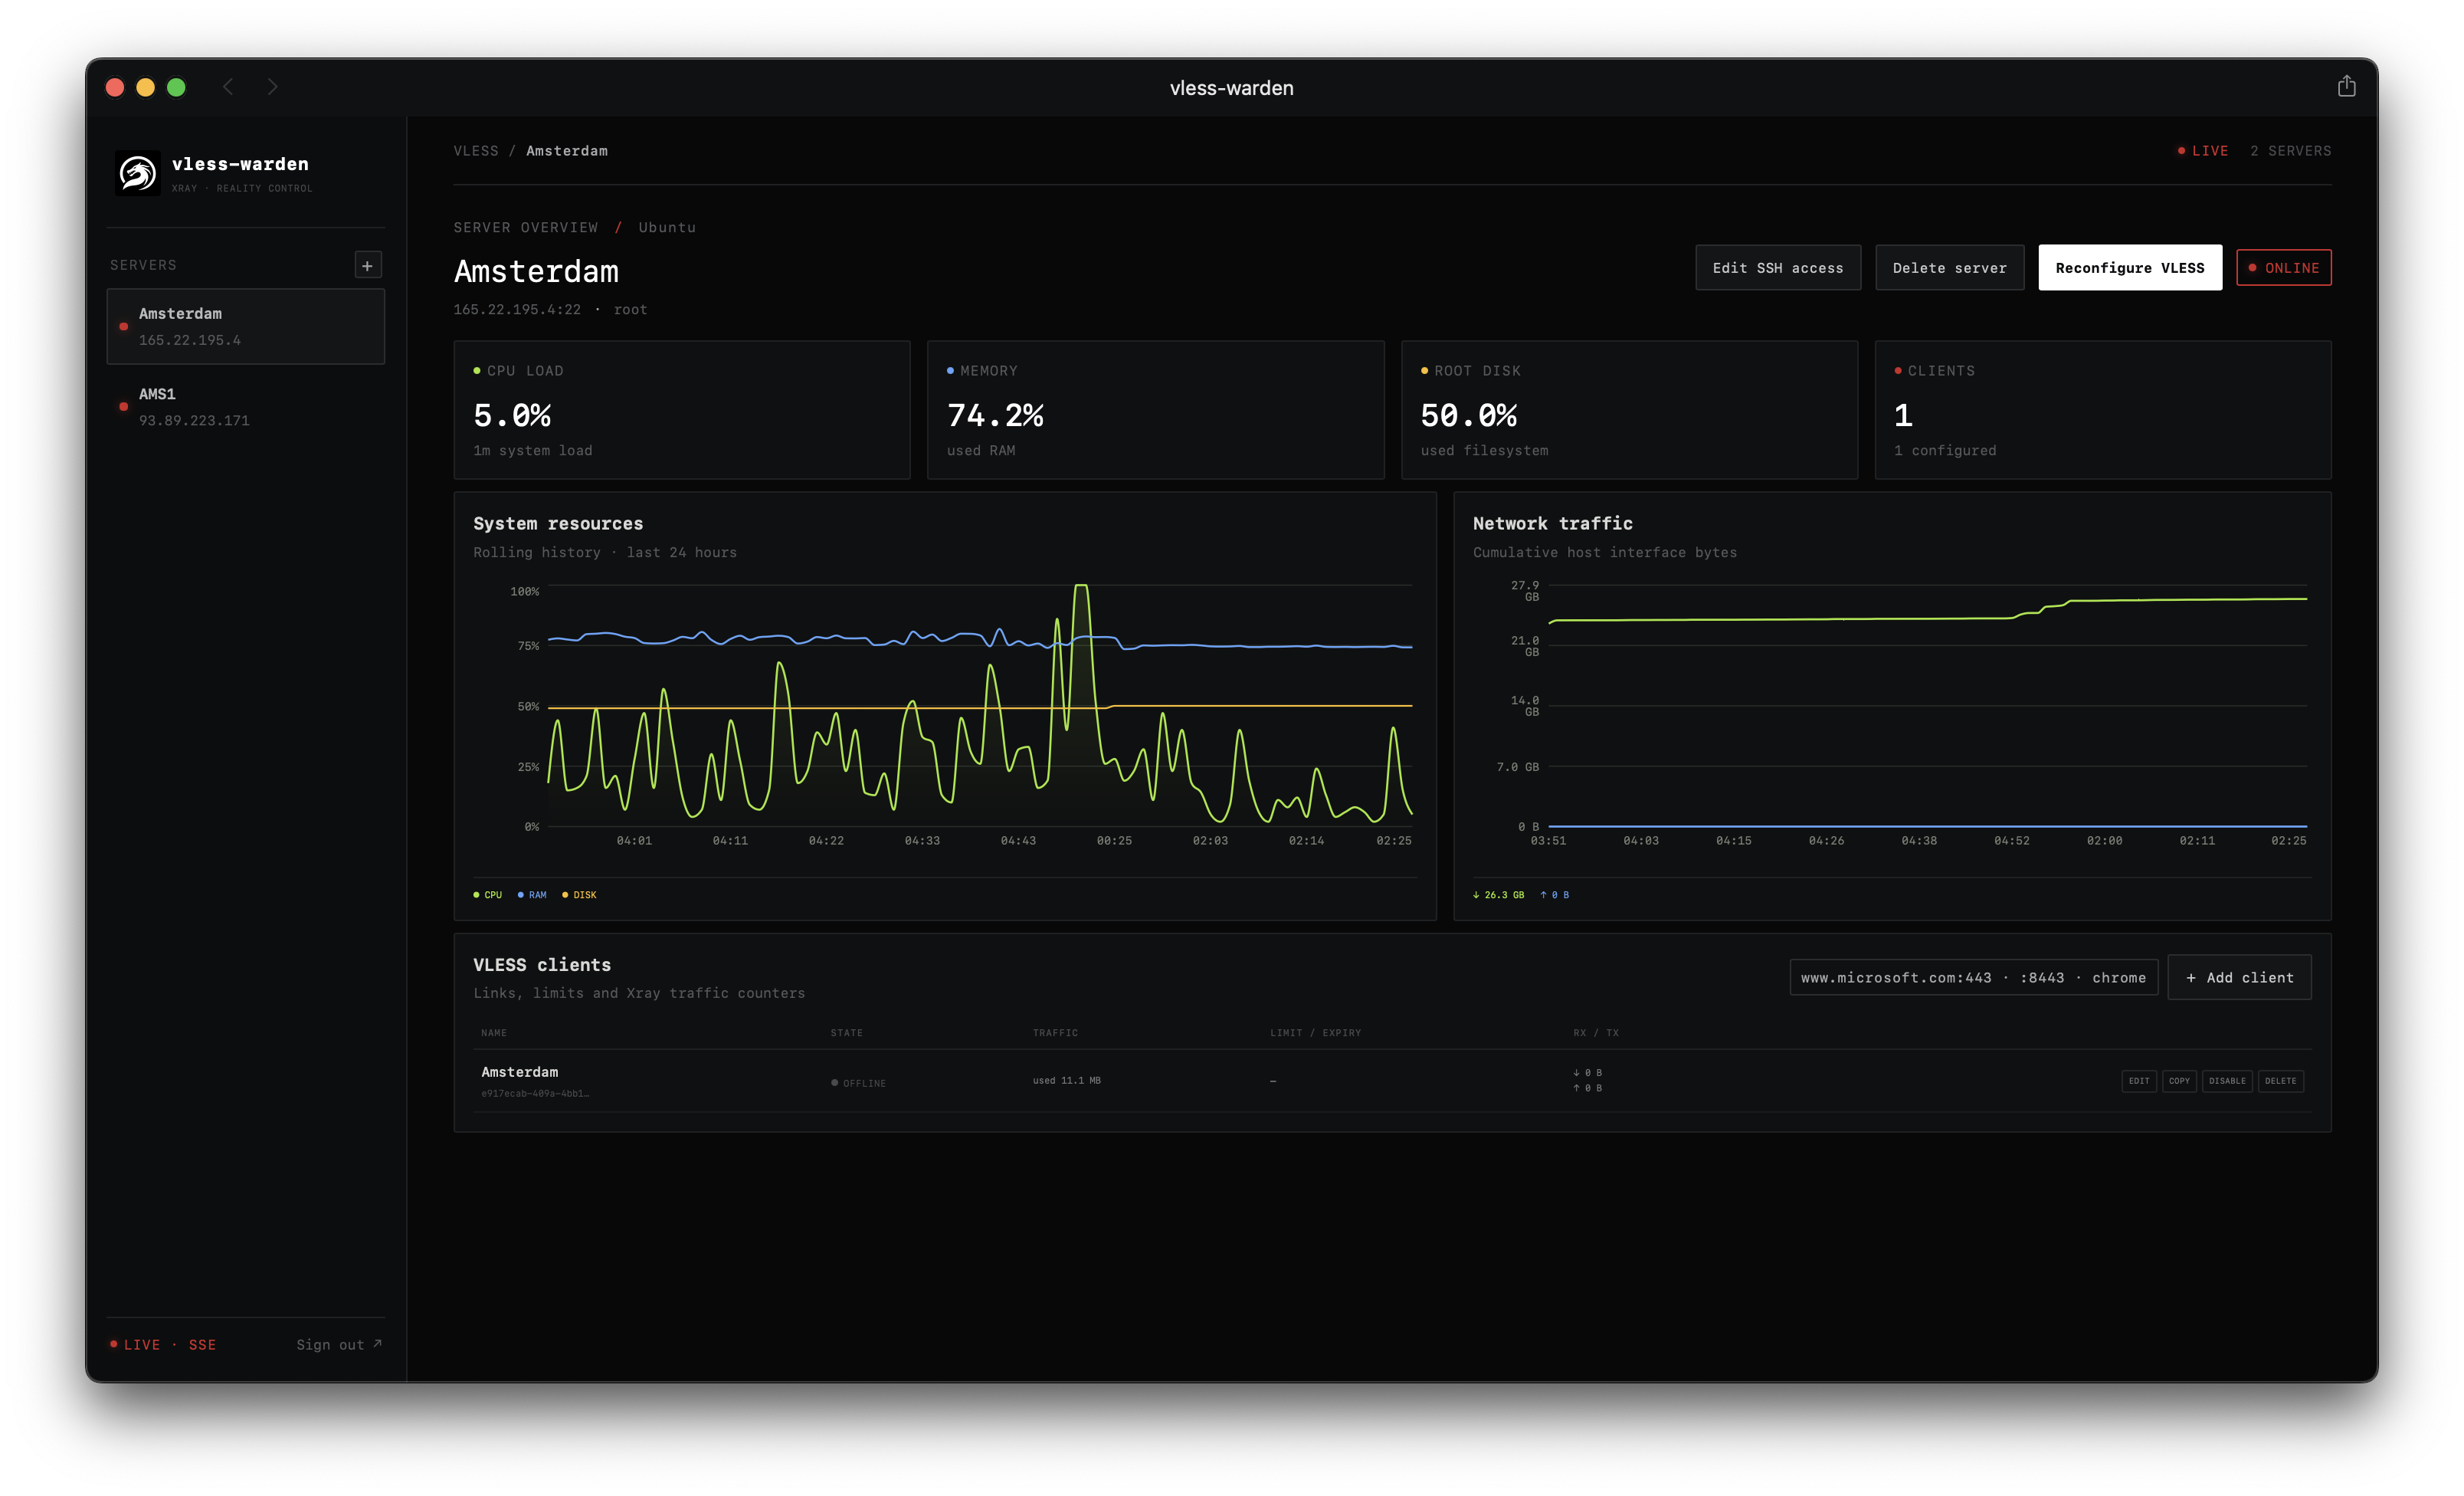 vless-warden
vless-warden
XRAY · REALITY CONTROL
SERVERS
+
Amsterdam
165.22.195.4
AMS1
93.89.223.171
LIVE · SSE
Sign out ↗
VLESS / Amsterdam
LIVE 2 SERVERS
SERVER OVERVIEW / Ubuntu
Amsterdam
165.22.195.4:22 · root
Edit SSH access
Delete server
Reconfigure VLESS
ONLINE
CPU LOAD
5.0%
1m system load
MEMORY
74.2%
used RAM
ROOT DISK
50.0%
used filesystem
CLIENTS
1
1 configured
System resources
Rolling history · last 24 hours
100%
75%
50%
25%
0%
04:01 04:11 04:22 04:33 04:43 00:25 02:03 02:14 02:25
CPU RAM DISK
Network traffic
Cumulative host interface bytes
27.9
GB
21.0
GB
14.0
GB
7.0 GB
0 B
03:51 04:03 04:15 04:26 04:38 04:52 02:00 02:11 02:25
↓ 26.3 GB ↑ 0 B
VLESS clients
Links, limits and Xray traffic counters
www.microsoft.com:443 · :8443 · chrome
+ Add client
NAME STATE TRAFFIC LIMIT / EXPIRY RX / TX
Amsterdam
e917ecab-409a-4bb1…
OFFLINE
used 11.1 MB
—
↓ 0 B
↑ 0 B
EDIT COPY DISABLE DELETE